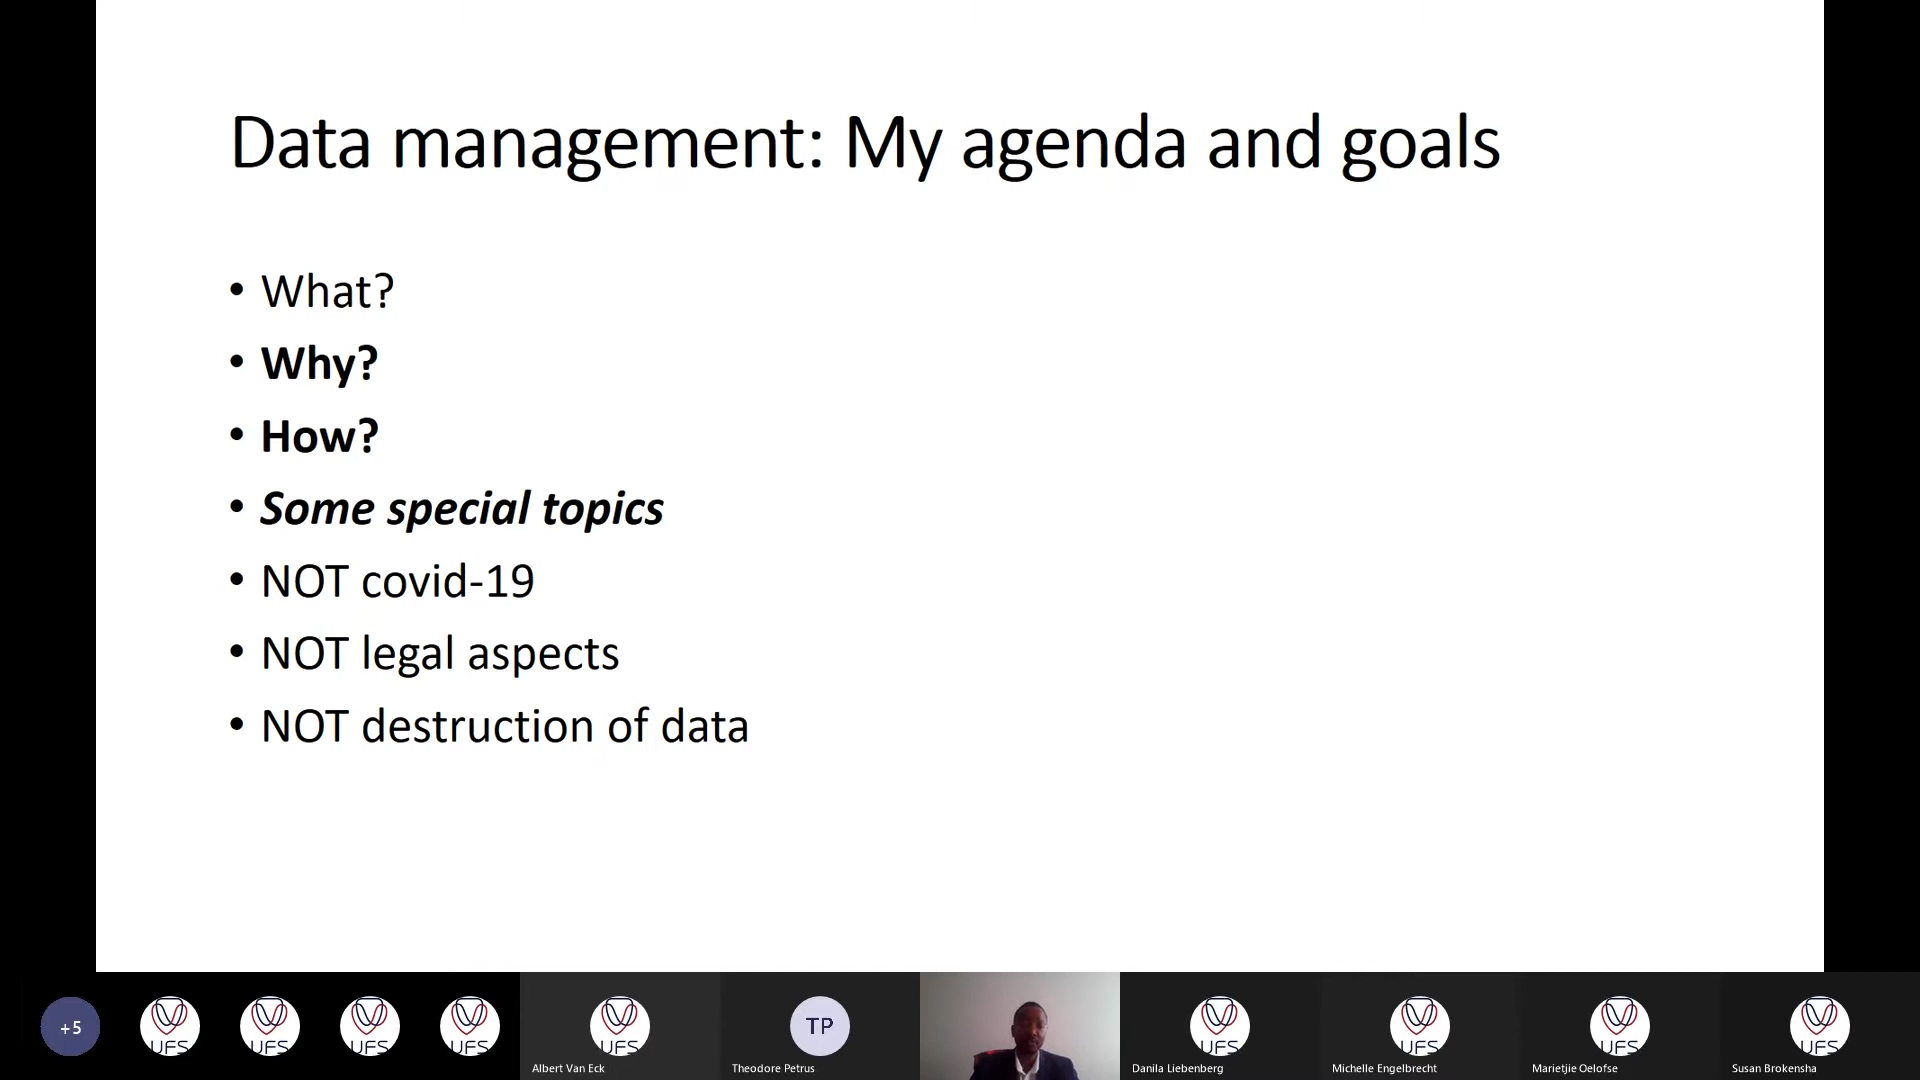 Data management: My agenda and goals
• What?
• Why?
• How?
• Some special topics
• NOT covid-19
• NOT legal aspects
• NOT destruction of data
+5
UFS
UFS
UFS
UFS
UFS
Albert Van Eck
TP
Theodore Petrus
UFS
Danila Liebenberg
UFS
Michelle Engelbrecht
UFS
Marietjie Oelofse
UFS
Susan Brokensha